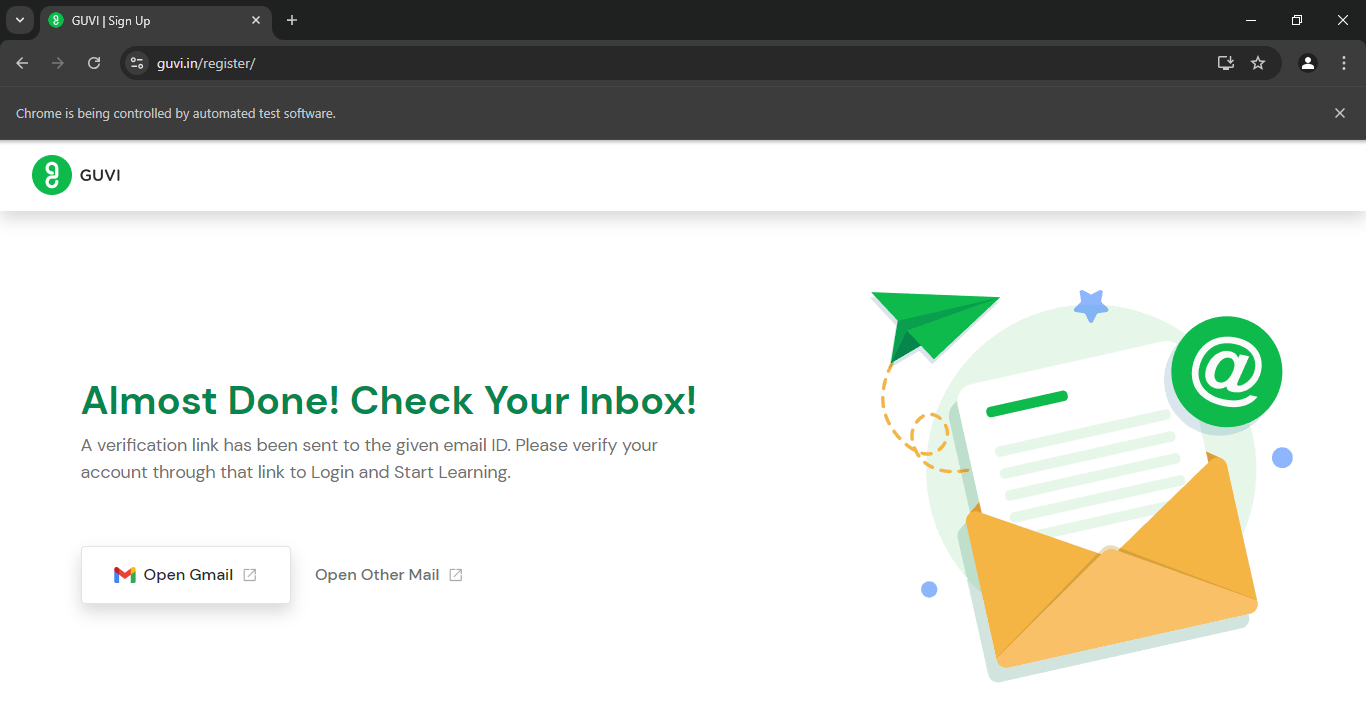 GUVI | Sign Up
guvi.in/register/
Chrome is being controlled by automated test software.
GUVI
Almost Done! Check Your Inbox!
A verification link has been sent to the given email ID. Please verify your
account through that link to Login and Start Learning.
Open Gmail
Open Other Mail
@